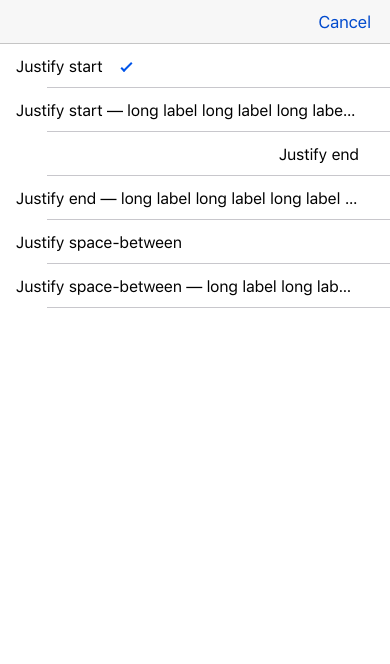 Cancel
Justify start
Justify start — long label long label long labe...
Justify end
Justify end — long label long label long label ...
Justify space-between
Justify space-between — long label long lab...